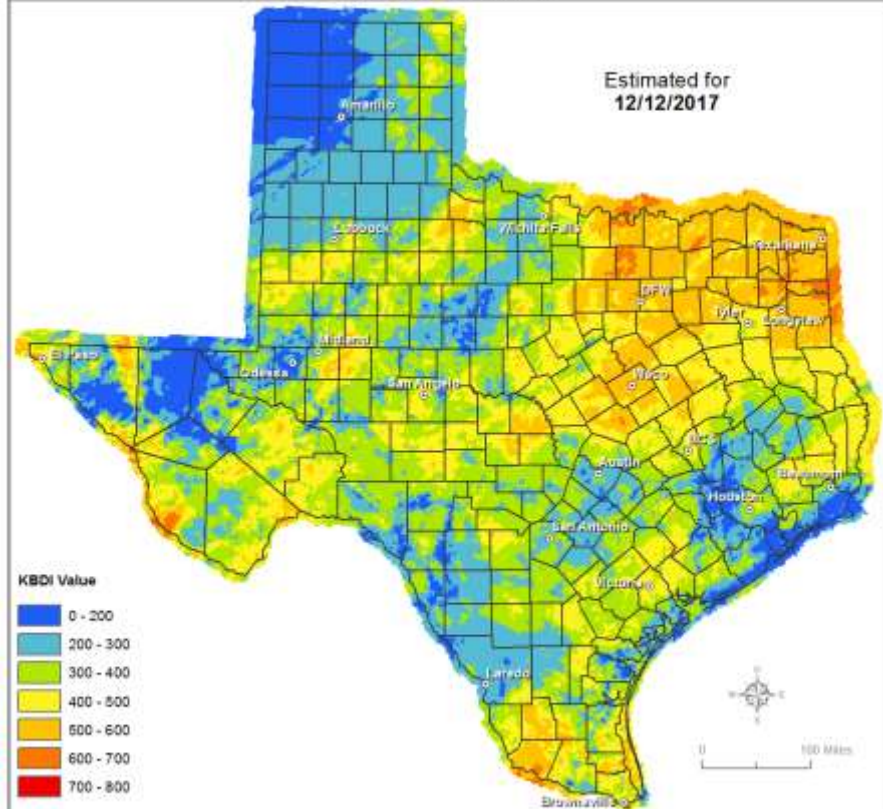 Estimated for
12/12/2017
Amarillo
Lubbock
Wichita Falls
Texarkana
DFW
Tyler
Longview
El Paso
Midland
Odessa
San Angelo
Waco
BCS
Austin
Beaumont
Houston
San Antonio
Victoria
Laredo
Brownsville
KBDI Value
0 - 200
200 - 300
300 - 400
400 - 500
500 - 600
600 - 700
700 - 800
0 100 Miles